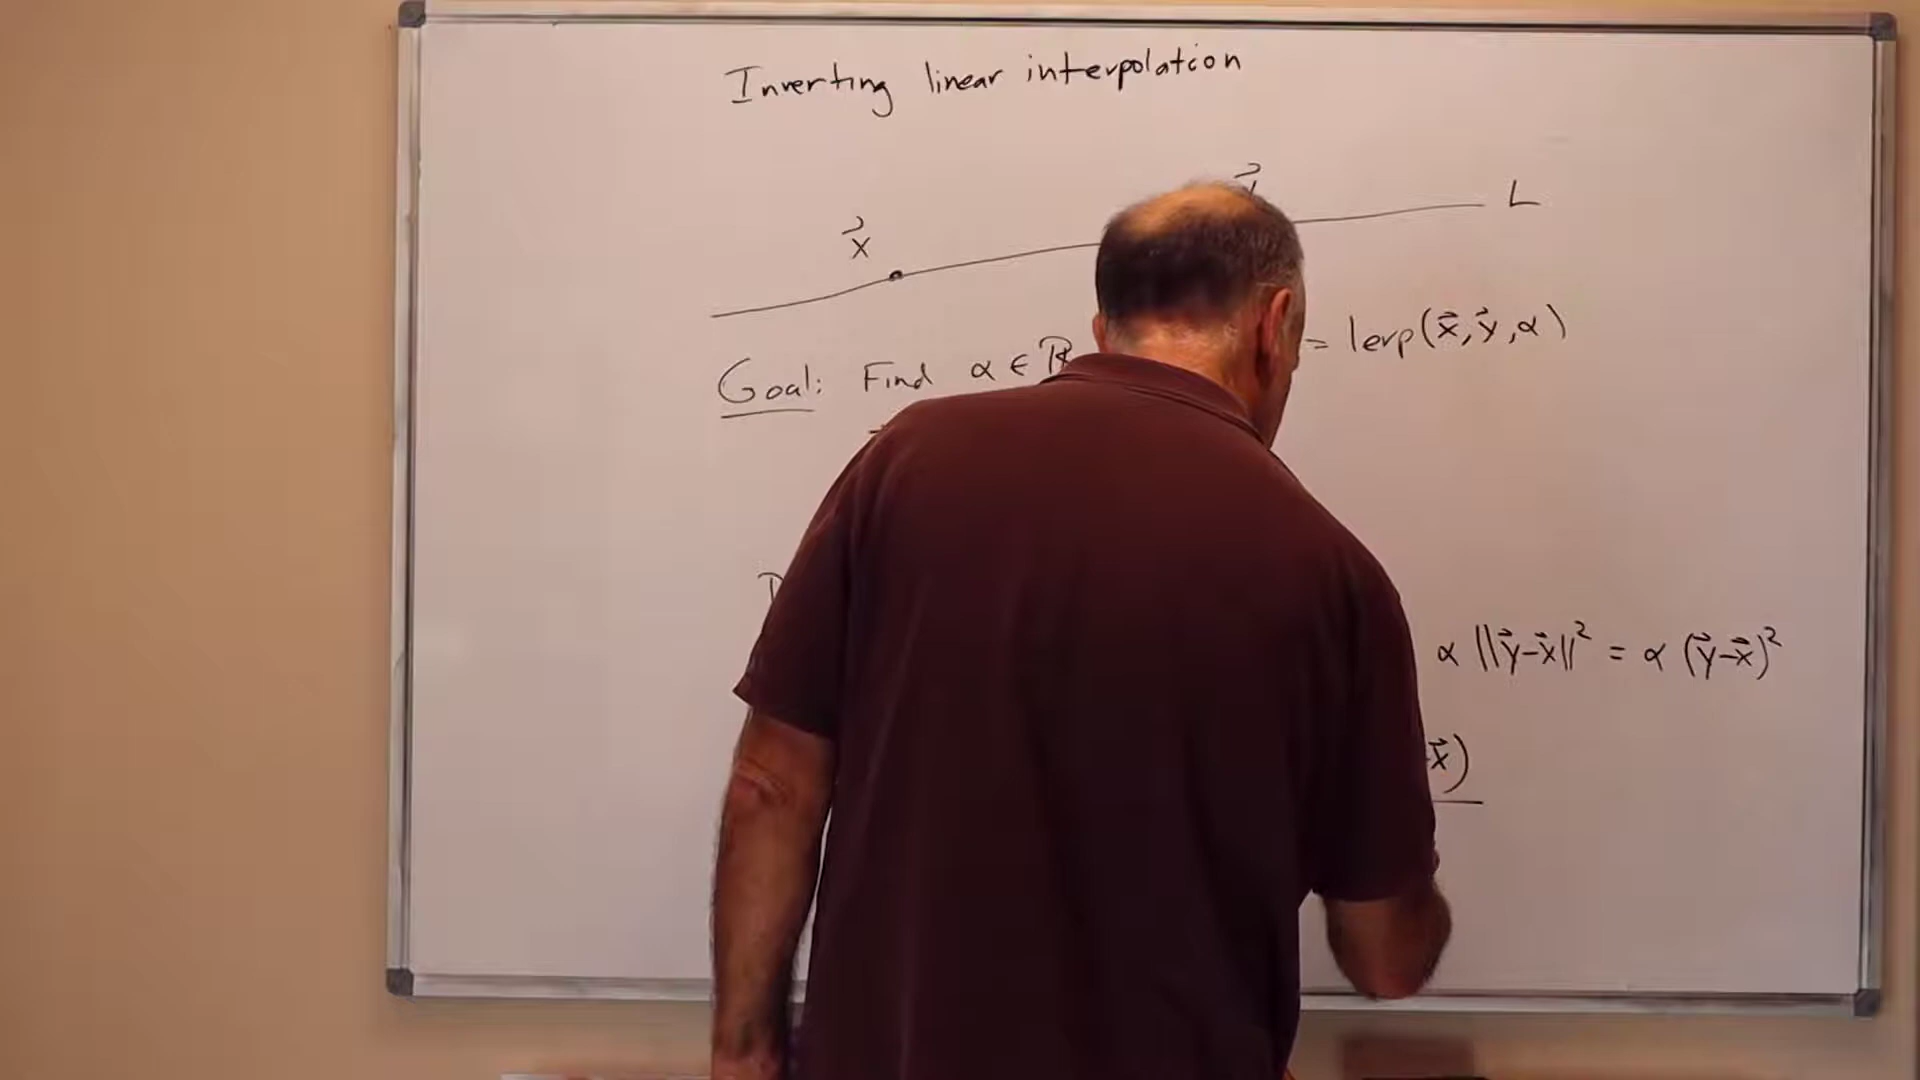 Inverting linear interpolation
L
x⃗
= lerp(x⃗, y⃗, α)
Goal: Find α ∈ ℝ
α ||y⃗-x⃗||² = α (y⃗-x⃗)²
x⃗)